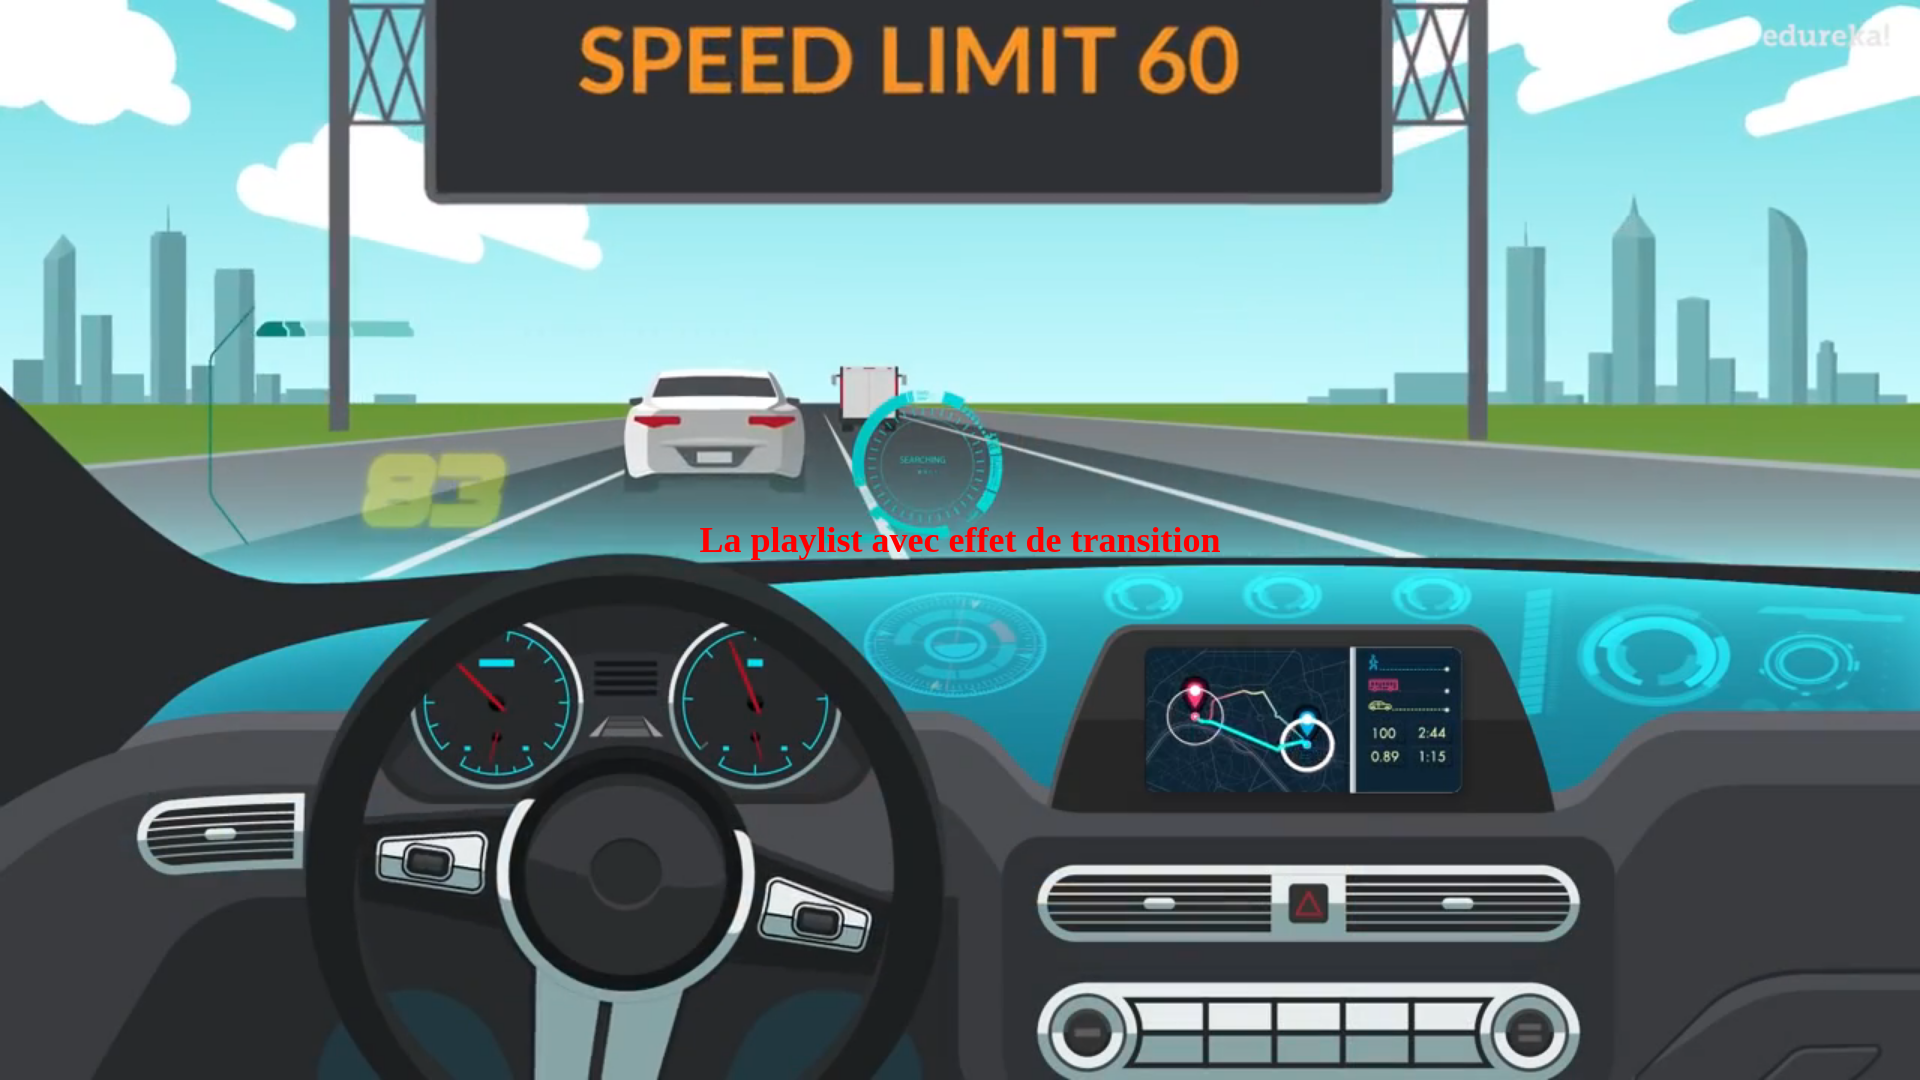 SPEED LIMIT 60
edureka!
83
SEARCHING
La playlist avec effet de transition
100 2:44
0.89 1:15